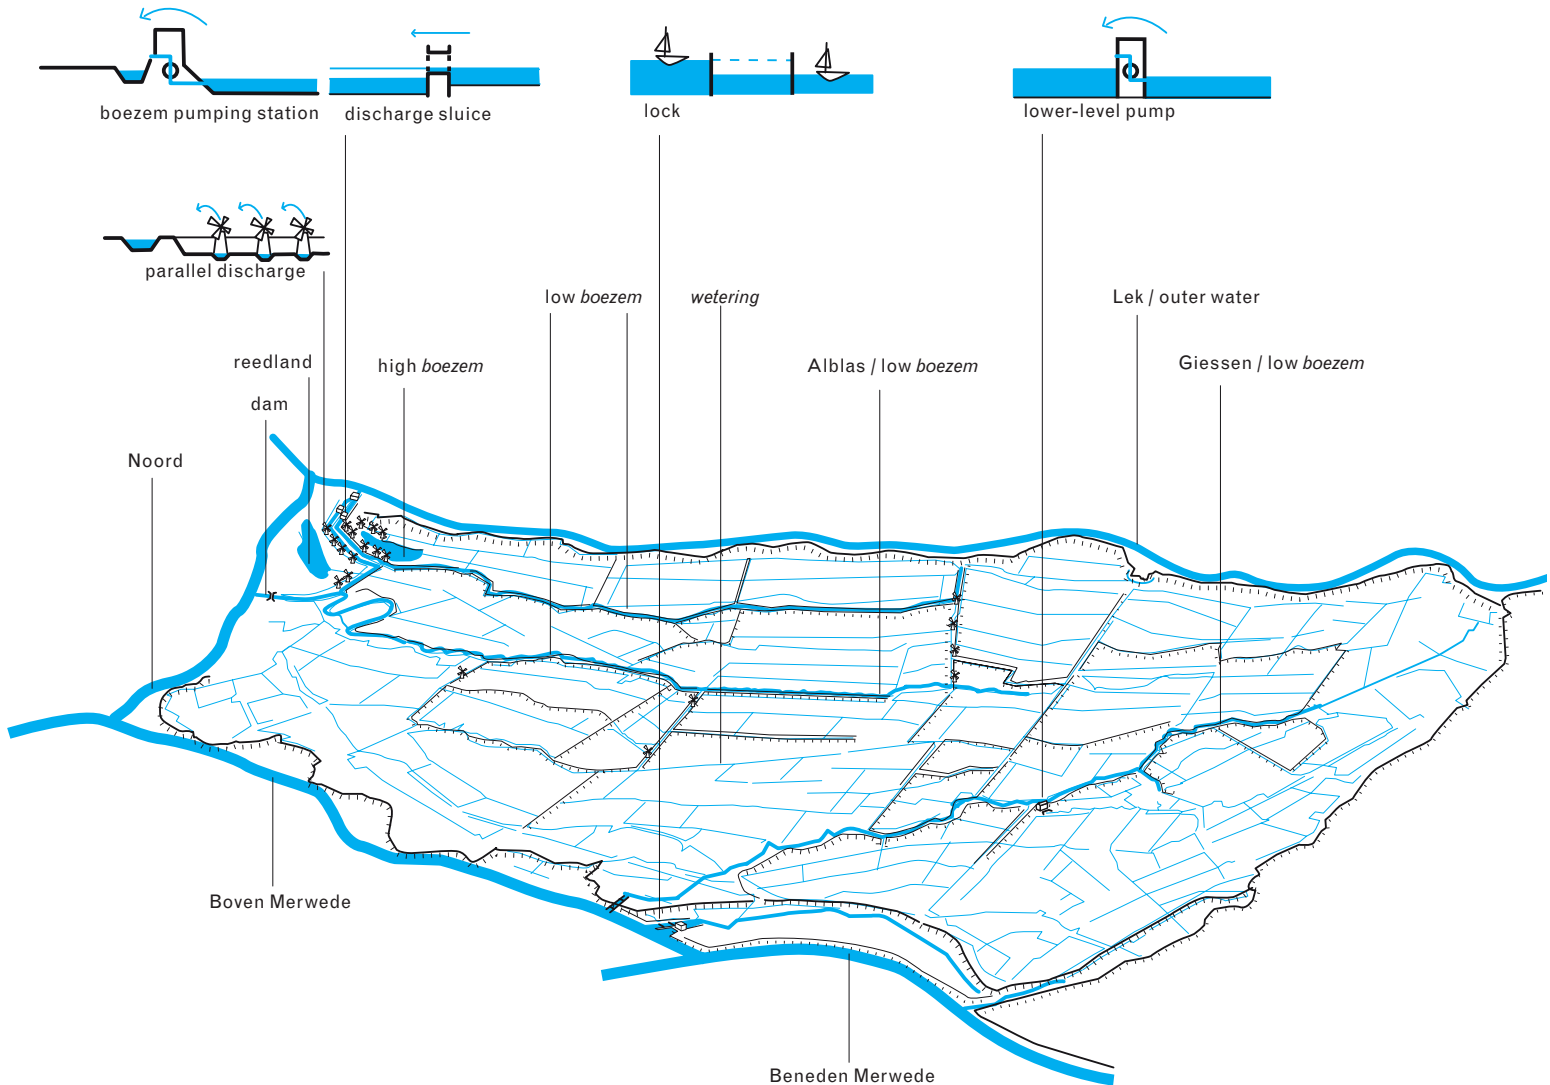 boezem pumping station
discharge sluice
lock
lower-level pump
parallel discharge
low boezem
wetering
Lek / outer water
reedland
high boezem
Alblas / low boezem
Giessen / low boezem
dam
Noord
Boven Merwede
Beneden Merwede